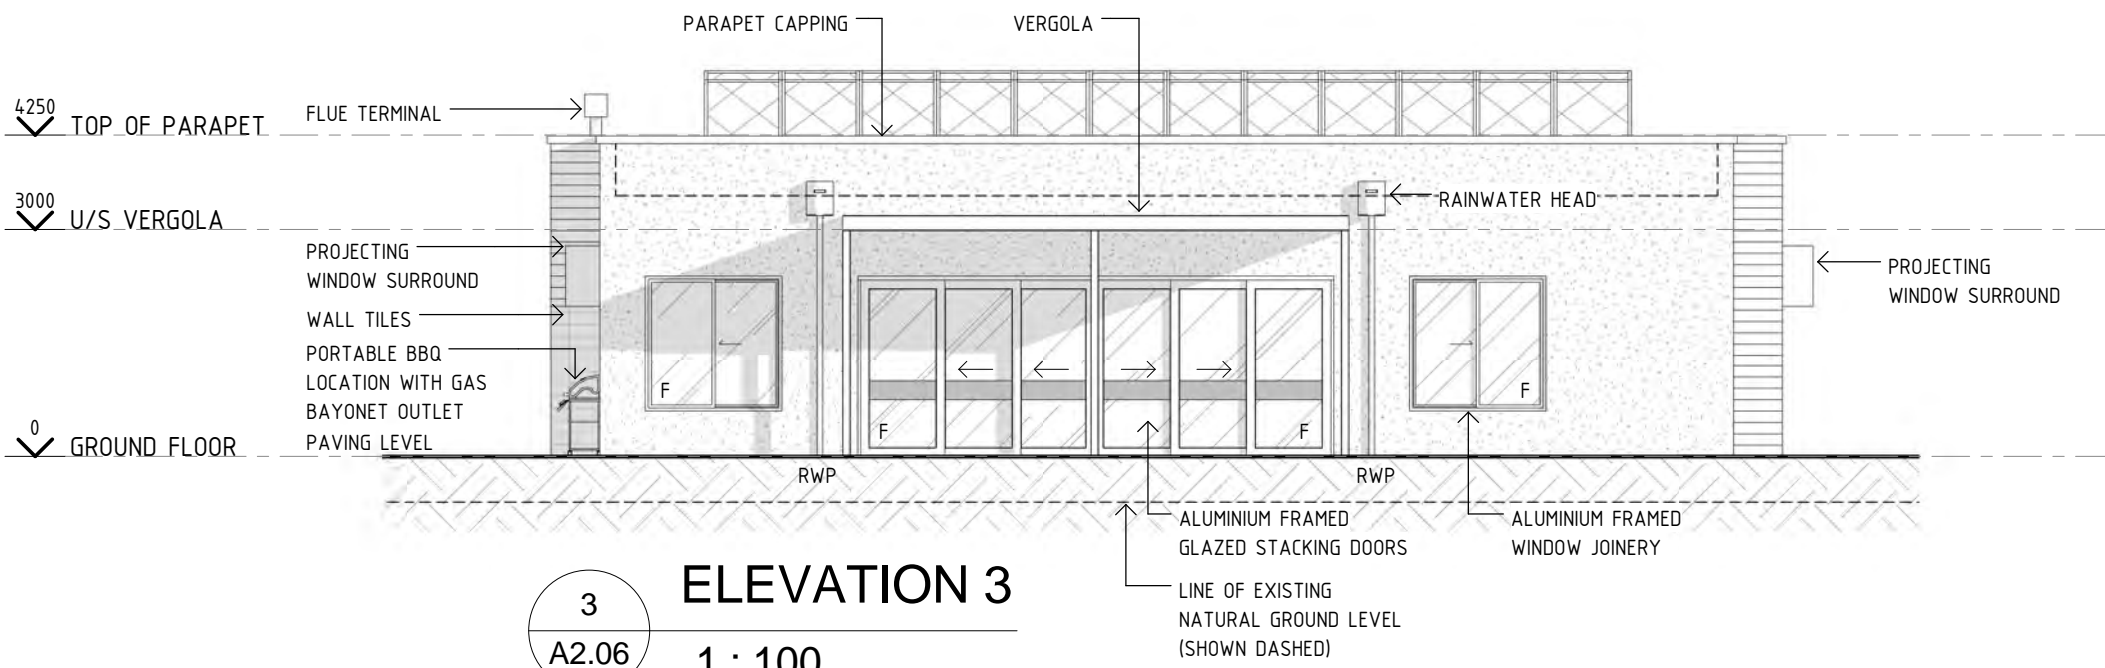 PARAPET CAPPING
VERGOLA
4250
TOP OF PARAPET
FLUE TERMINAL
3000
U/S VERGOLA
RAINWATER HEAD
PROJECTING
WINDOW SURROUND
PROJECTING
WINDOW SURROUND
WALL TILES
PORTABLE BBQ
LOCATION WITH GAS
BAYONET OUTLET
PAVING LEVEL
F
F
F
F
0
GROUND FLOOR
RWP
RWP
ALUMINIUM FRAMED
GLAZED STACKING DOORS
ALUMINIUM FRAMED
WINDOW JOINERY
LINE OF EXISTING
NATURAL GROUND LEVEL
(SHOWN DASHED)
3
A2.06
ELEVATION 3
1 : 100